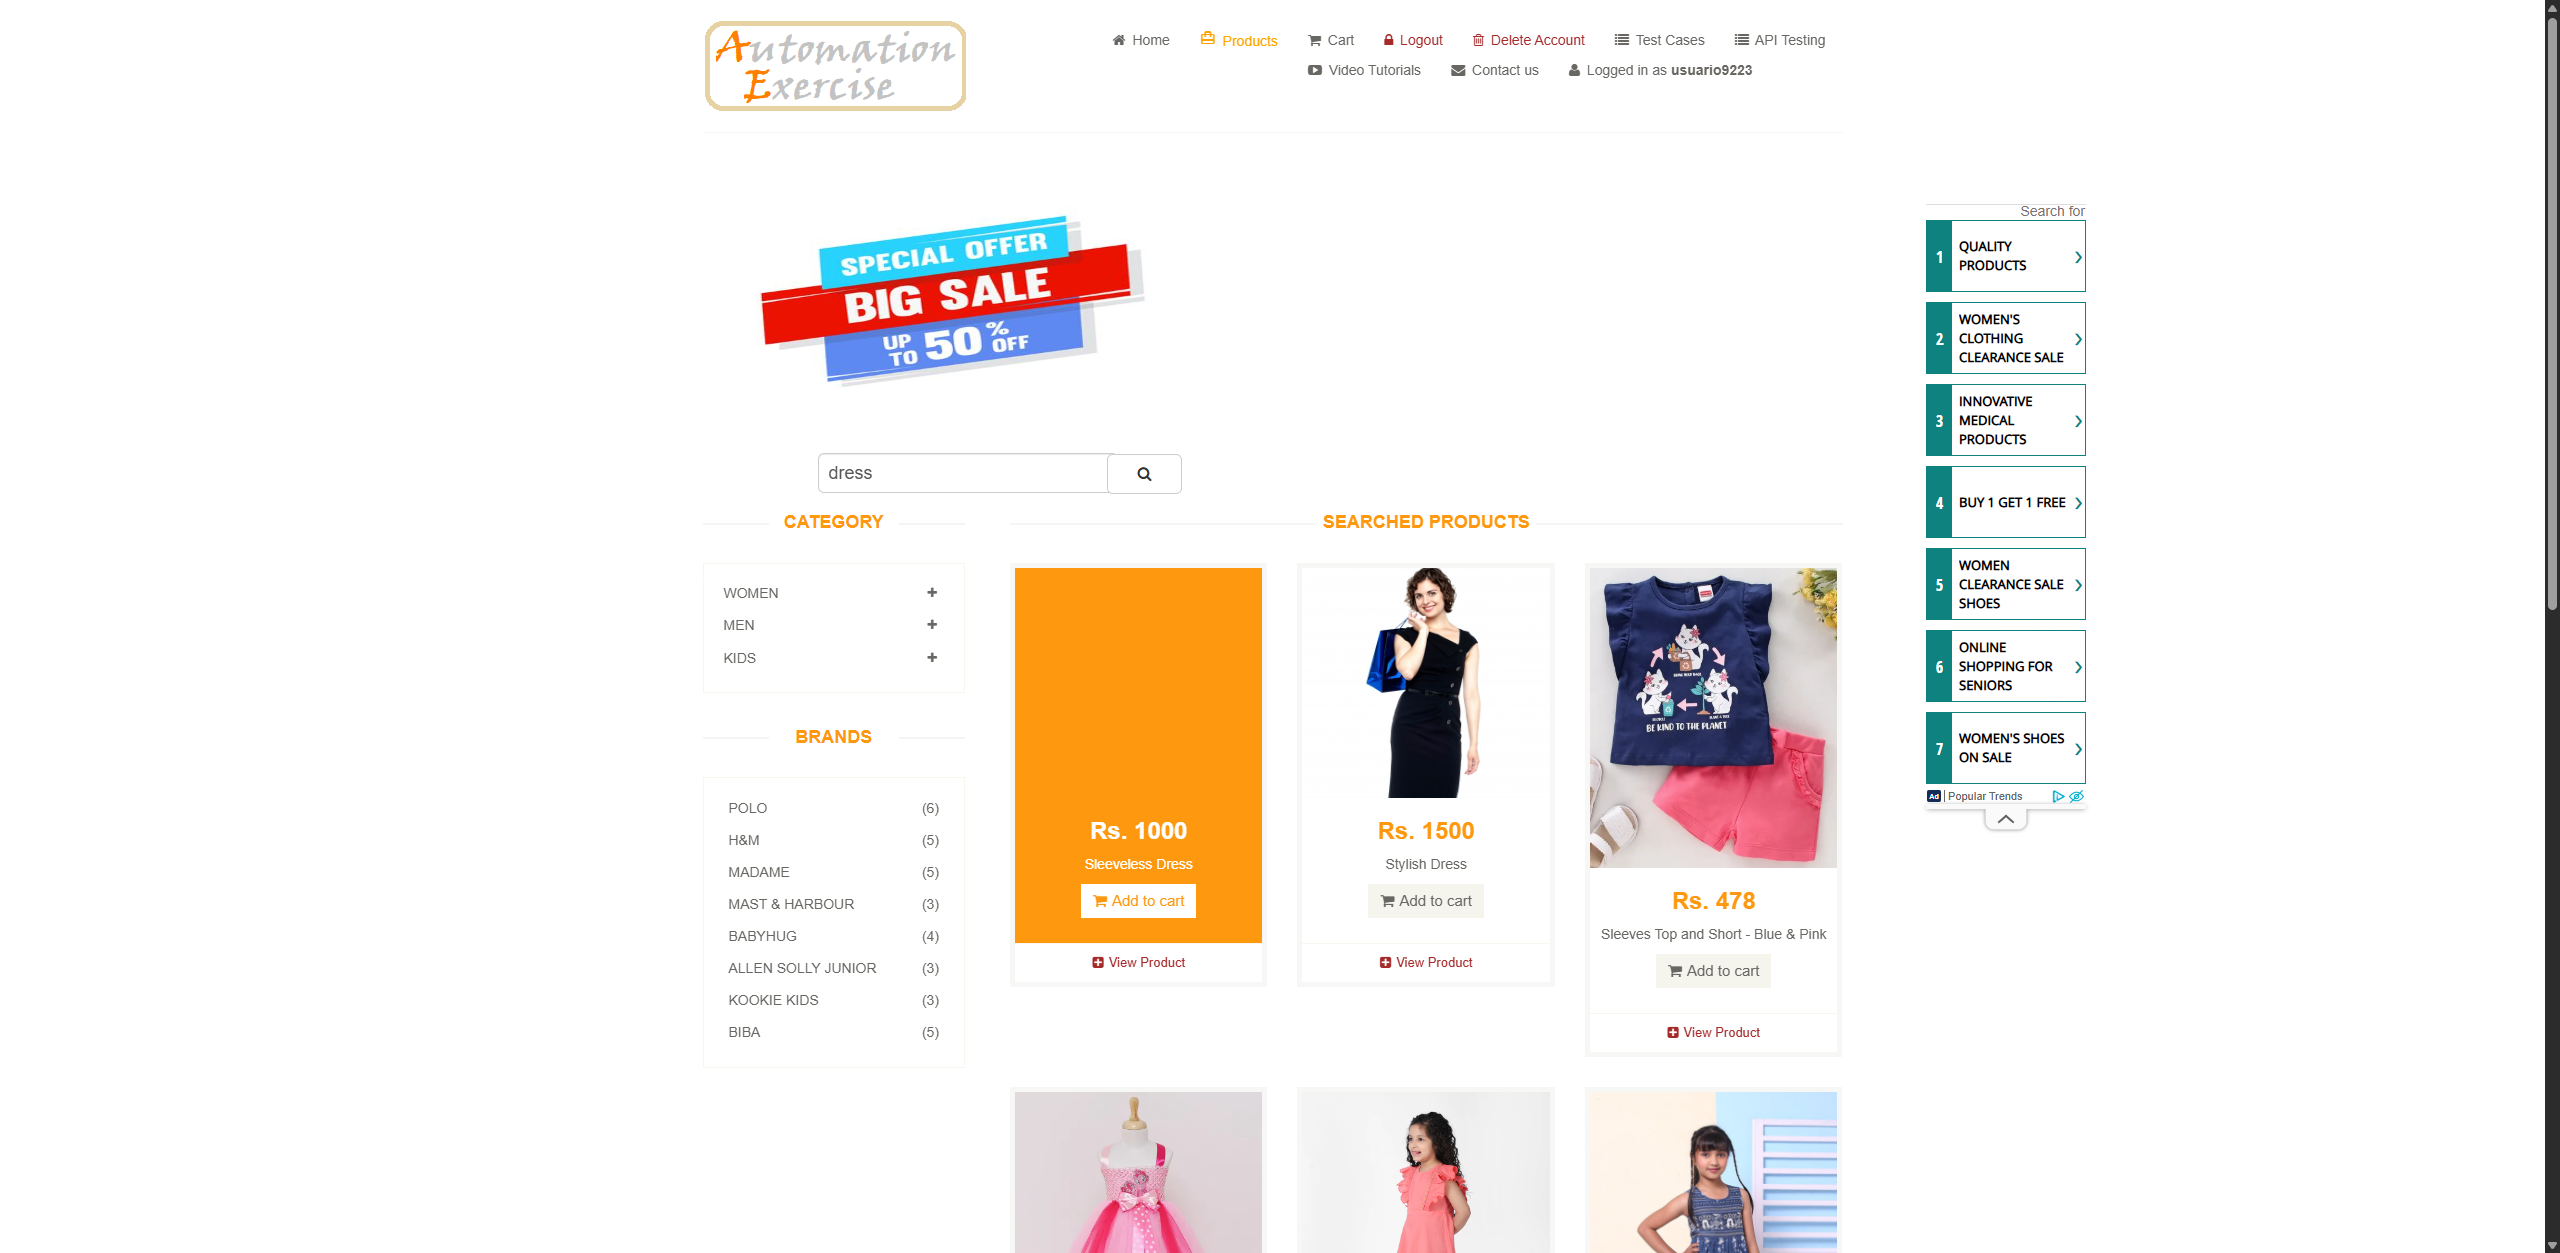 Automation
Exercise
Home
Products
Cart
Logout
Delete Account
Test Cases
API Testing
Video Tutorials
Contact us
Logged in as usuario9223
SPECIAL OFFER
BIG SALE
UP TO 50% OFF
dress
CATEGORY
WOMEN
MEN
KIDS
BRANDS
POLO (6)
H&M (5)
MADAME (5)
MAST & HARBOUR (3)
BABYHUG (4)
ALLEN SOLLY JUNIOR (3)
KOOKIE KIDS (3)
BIBA (5)
SEARCHED PRODUCTS
Rs. 1000
Sleeveless Dress
Add to cart
View Product
Rs. 1500
Stylish Dress
Add to cart
View Product
BE KIND TO THE PLANET
Rs. 478
Sleeves Top and Short - Blue & Pink
Add to cart
View Product
Search for
1 QUALITY
PRODUCTS
2 WOMEN'S
CLOTHING
CLEARANCE SALE
3 INNOVATIVE
MEDICAL
PRODUCTS
4 BUY 1 GET 1 FREE
5 WOMEN
CLEARANCE SALE
SHOES
6 ONLINE
SHOPPING FOR
SENIORS
7 WOMEN'S SHOES
ON SALE
Ad | Popular Trends